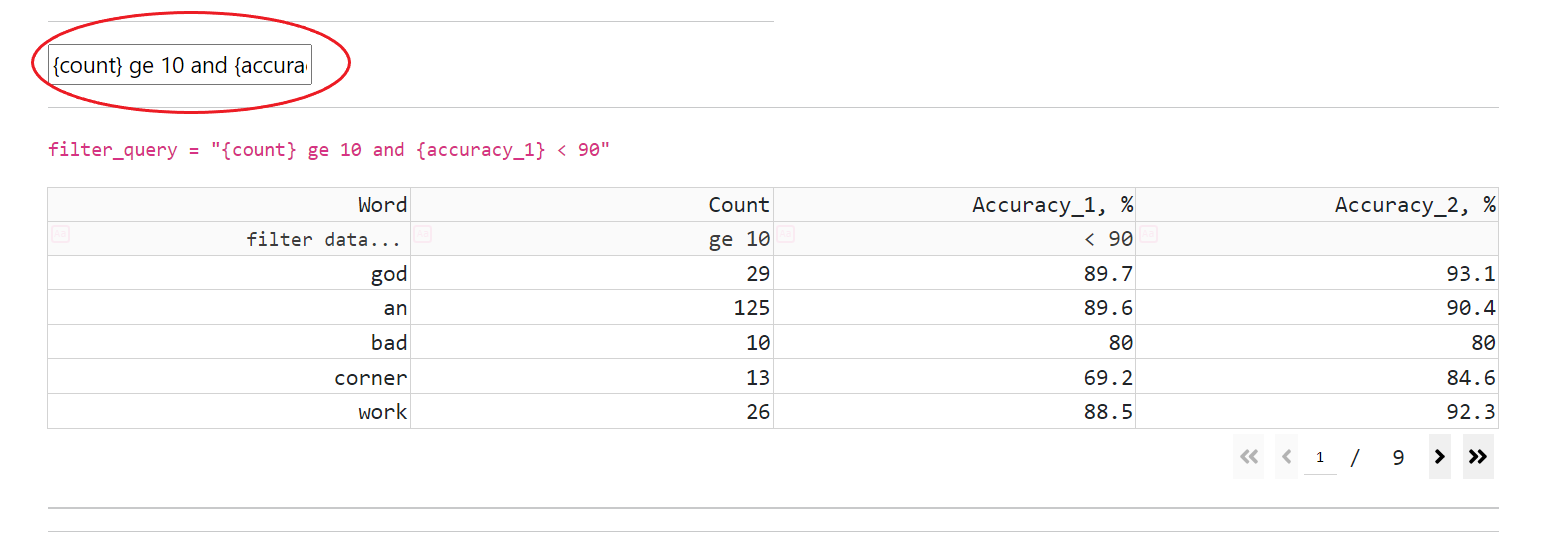 {count} ge 10 and {accura
filter_query = "{count} ge 10 and {accuracy_1} < 90"
Word Count Accuracy_1, % Accuracy_2, %
filter data... ge 10 < 90
god 29 89.7 93.1
an 125 89.6 90.4
bad 10 80 80
corner 13 69.2 84.6
work 26 88.5 92.3
1 / 9